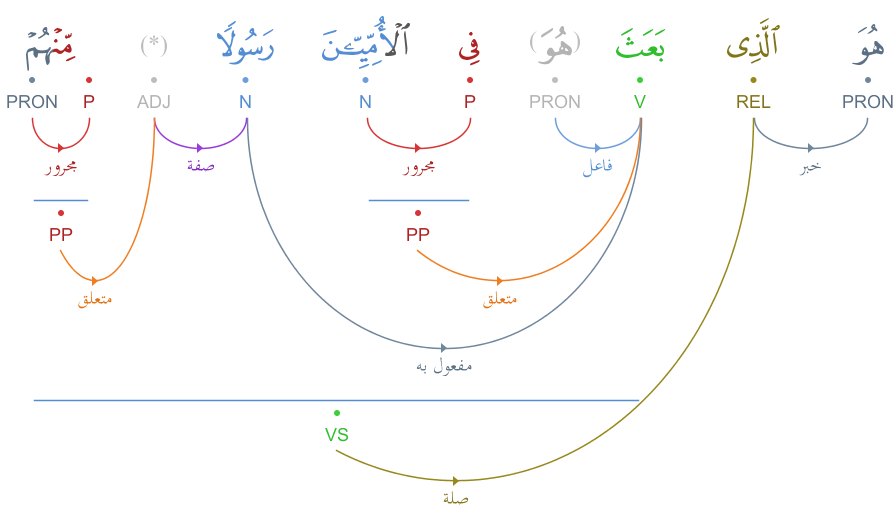 هُوَ ٱلَّذِى بَعَثَ (هُوَ) فِى ٱلْأُمِّيِّـۧنَ رَسُولًا (*) مِّنْهُمْ
PRON REL V PRON P N N ADJ P PRON
خبر فاعل مجرور صفة مجرور
PP PP
متعلق متعلق
مفعول به
VS
صلة